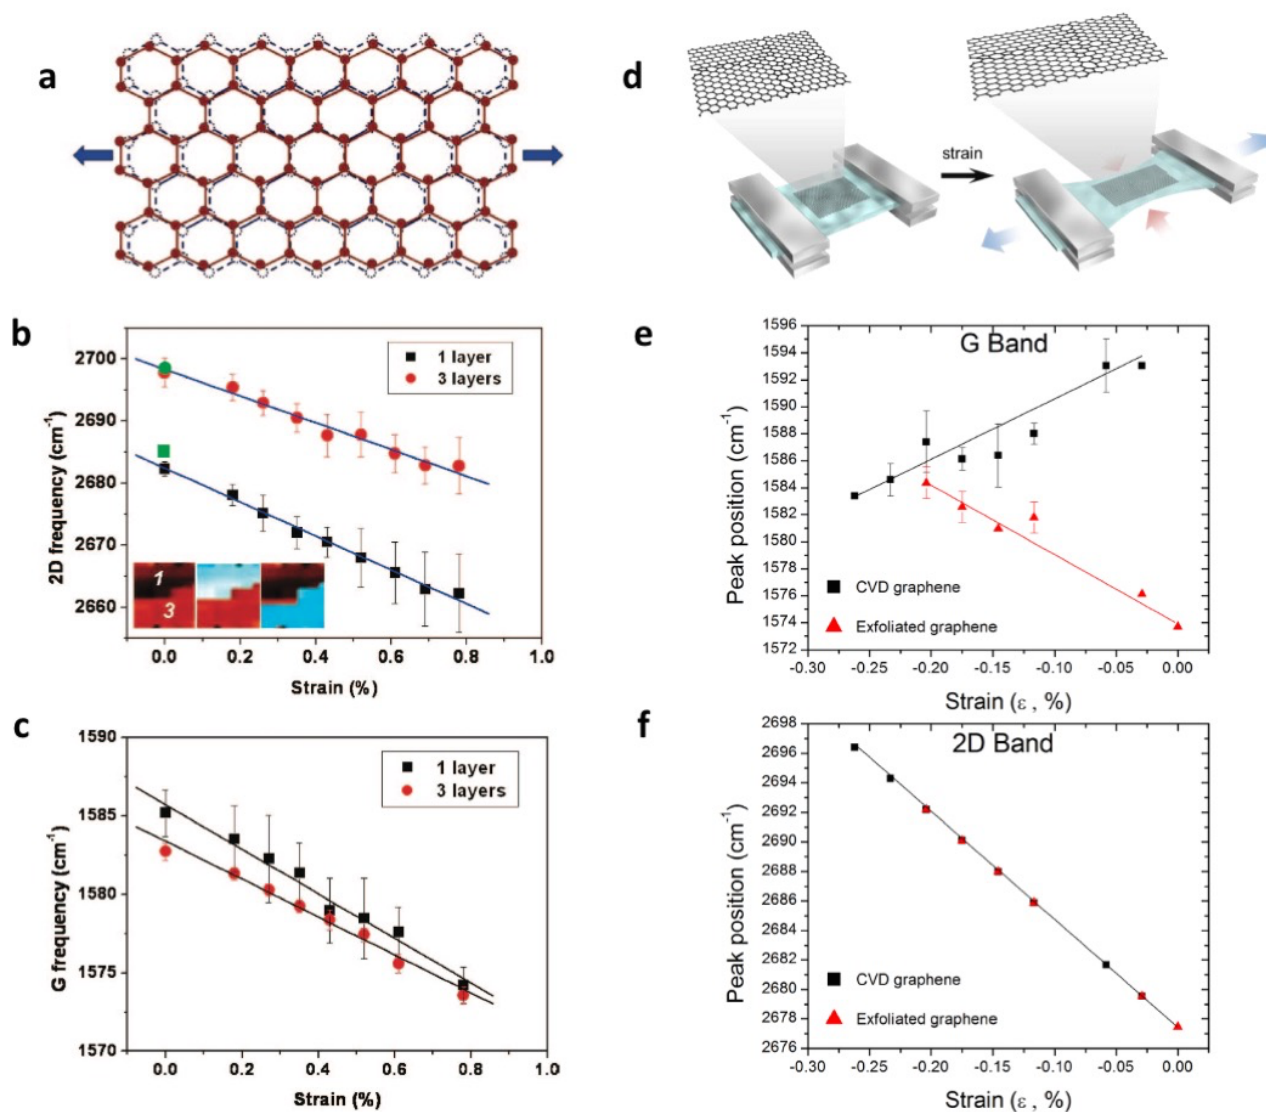 a
d
strain
b
2700
2690
2680
2670
2660
2D frequency (cm⁻¹)
1 layer
3 layers
1
3
0.0 0.2 0.4 0.6 0.8 1.0
Strain (%)
c
1590
1585
1580
1575
1570
G frequency (cm⁻¹)
1 layer
3 layers
0.0 0.2 0.4 0.6 0.8 1.0
Strain (%)
e
G Band
1596
1594
1592
1590
1588
1586
1584
1582
1580
1578
1576
1574
1572
Peak position (cm⁻¹)
CVD graphene
Exfoliated graphene
-0.30 -0.25 -0.20 -0.15 -0.10 -0.05 0.00
Strain (ε , %)
f
2D Band
2698
2696
2694
2692
2690
2688
2686
2684
2682
2680
2678
2676
Peak position (cm⁻¹)
CVD graphene
Exfoliated graphene
-0.30 -0.25 -0.20 -0.15 -0.10 -0.05 0.00
Strain (ε , %)